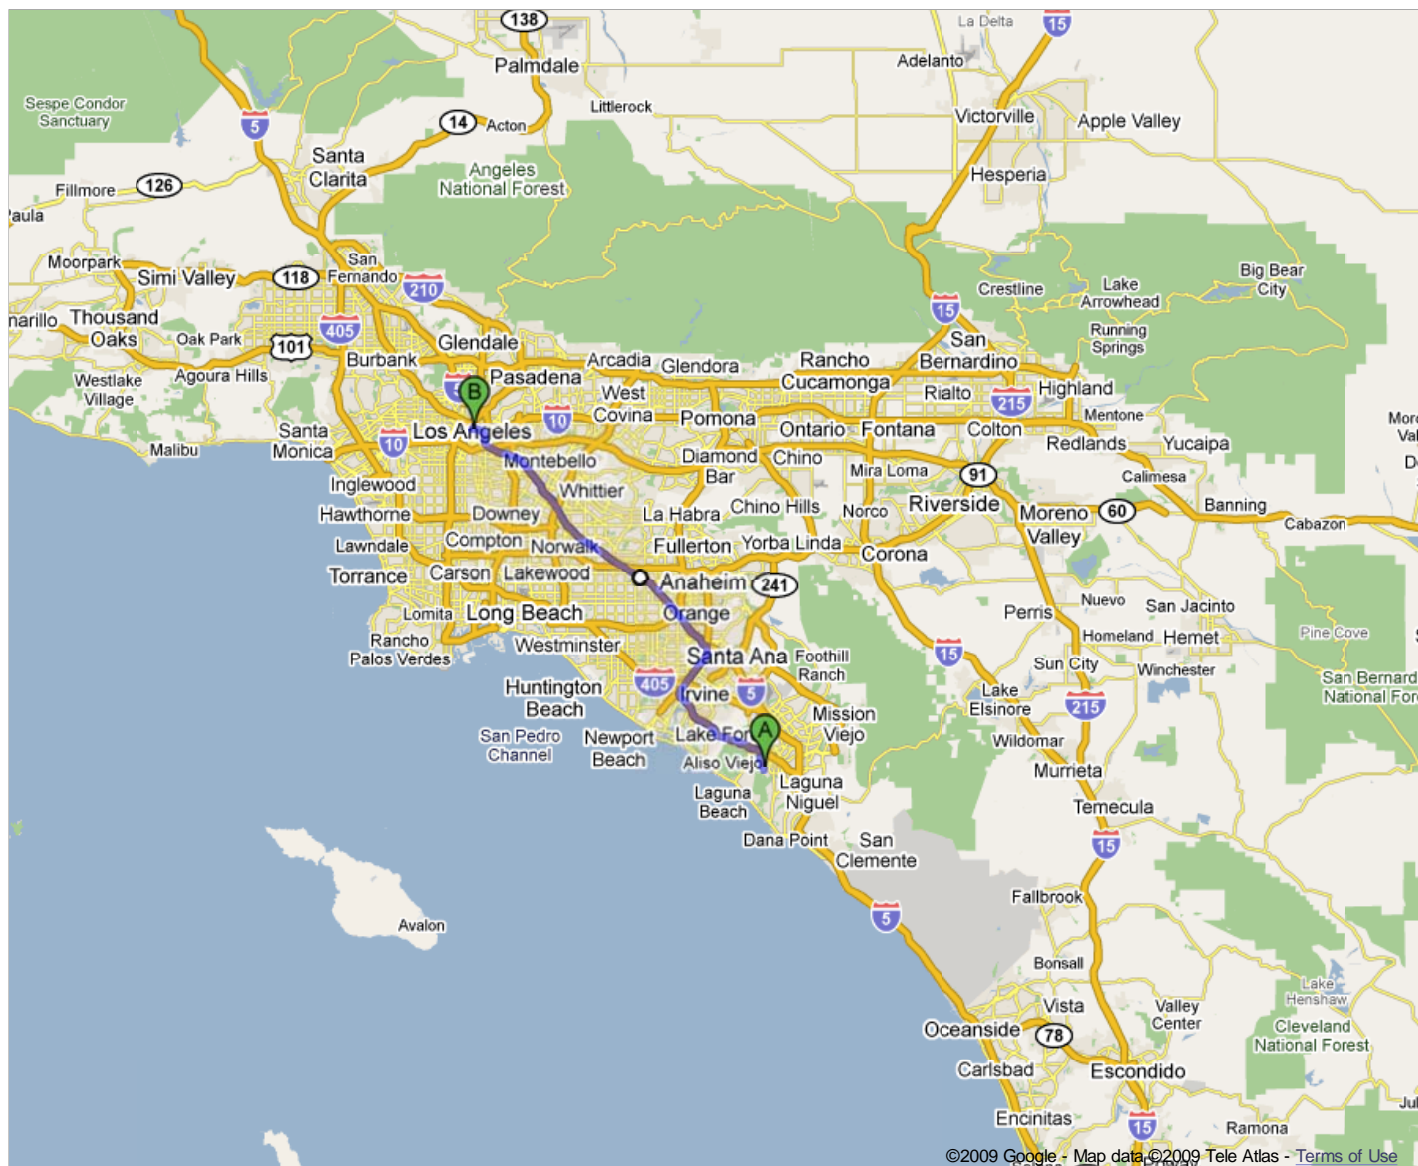 138
15
La Delta
Palmdale
Adelanto
Sespe Condor
Sanctuary
5
14
Acton
Littlerock
Victorville
Apple Valley
Santa
Clarita
Angeles
National Forest
Hesperia
Fillmore
126
Paula
Moorpark
Simi Valley
118
San
Fernando
210
Crestline
Lake
Arrowhead
Big Bear
City
15
Thousand
Oaks
Oak Park
101
405
Glendale
Running
Springs
San
Bernardino
Burbank
Arcadia
Glendora
Rancho
Cucamonga
Westlake
Village
Agoura Hills
B
Pasadena
West
Covina
Rialto
215
Highland
Santa
Monica
10
Los Angeles
10
Pomona
Ontario
Fontana
Colton
Mentone
Redlands
Yucaipa
Malibu
Montebello
Diamond
Bar
Chino
Mira Loma
91
Calimesa
Inglewood
Whittier
Hawthorne
Downey
La Habra
Chino Hills
Norco
Riverside
Moreno
Valley
60
Banning
Cabazon
Lawndale
Compton
Norwalk
Fullerton
Yorba Linda
Corona
Torrance
Carson
Lakewood
Anaheim
241
Lomita
Long Beach
Orange
Perris
Nuevo
San Jacinto
Rancho
Palos Verdes
Westminster
Santa Ana
Foothill
Ranch
15
Homeland
Hemet
Pine Cove
Sun City
Winchester
Huntington
Beach
405
Irvine
5
Lake
Elsinore
215
San Bernard
National For
San Pedro
Channel
Newport
Beach
Lake For
A
Mission
Viejo
Wildomar
Aliso Viejo
Murrieta
Laguna
Beach
Laguna
Niguel
Temecula
Dana Point
San
Clemente
15
Fallbrook
Avalon
5
Bonsall
Lake
Henshaw
Vista
Valley
Center
Oceanside
78
Cleveland
National Forest
Carlsbad
Escondido
Encinitas
15
Ramona
©2009 Google - Map data ©2009 Tele Atlas - Terms of Use